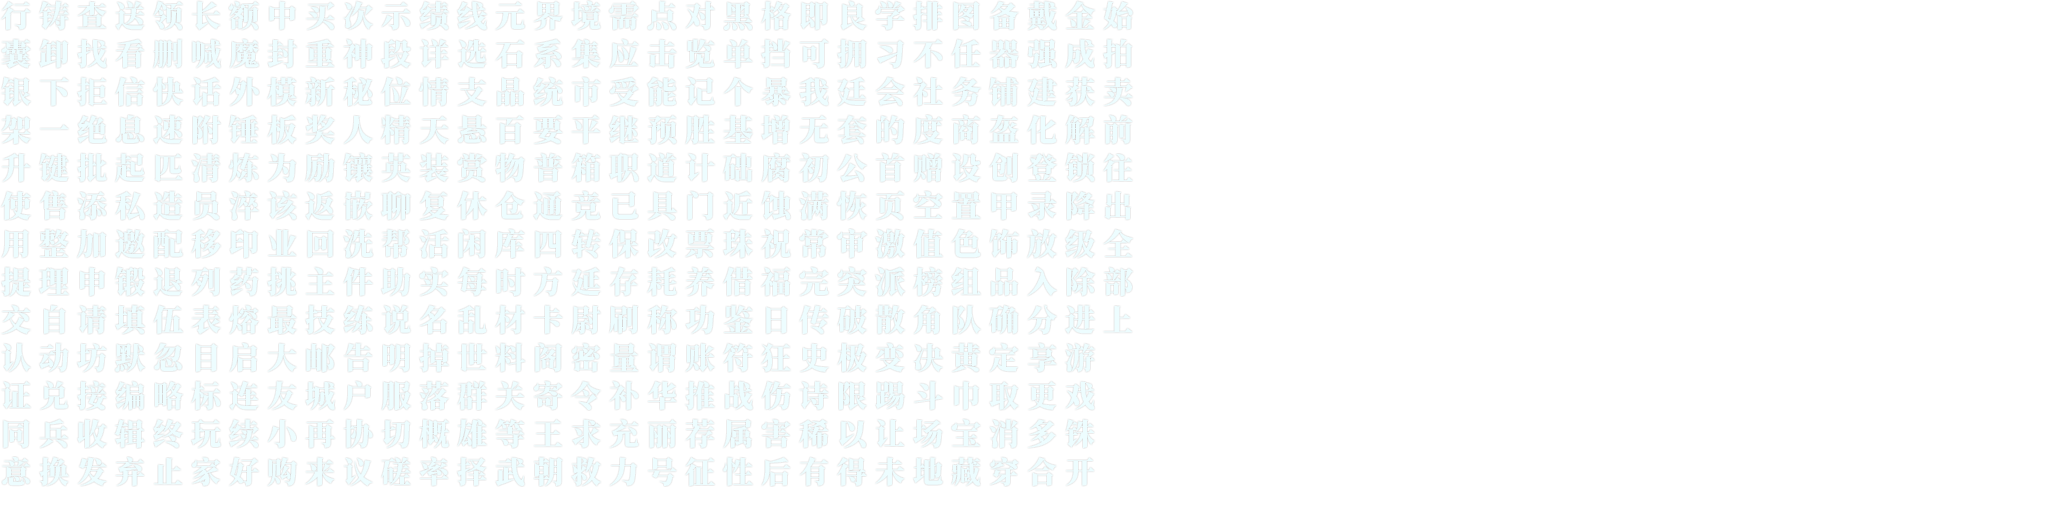 行铸查送领长额中买次示绩线元界境需点对黑格即良学排图备戴金始
囊卸找看删喊魔封重神段详选石系集应击览单挡可拥习不任器强成拍
银下拒信快话外模新秘位情支晶统市受能记个暴我廷会社务铺建获卖
架一绝息速附锤板奖人精天悬百要平继预胜基增无套的度商盔化解前
升键批起匹清炼为励镶英装赏物普箱职道计础腐初公首赠设创登锁往
使售添私造员淬该返嵌聊复休仓通竞已具门近蚀满恢页空置甲录降出
用整加邀配移印业回洗帮活闲库四转保改票珠祝常审激值色饰放级全
提理申锻退列药挑主件助实每时方延存耗养借福完突派榜组品入除部
交自请填伍表熔最技练说名乱材卡尉刷称功鉴日传破散角队确分进上
认动坊默忽目启大邮告明掉世料阁密量谓账符狂史极变决黄定享游
证兑接编略标连友城户服落群关寄令补华推战伤诗限踢斗巾取更戏
同兵收辑终玩续小再协切概雄等王求充丽荐属害稀以让场宝消多铢
意换发弃止家好购来议磋率择武朝救力号征性后有得未地藏穿合开